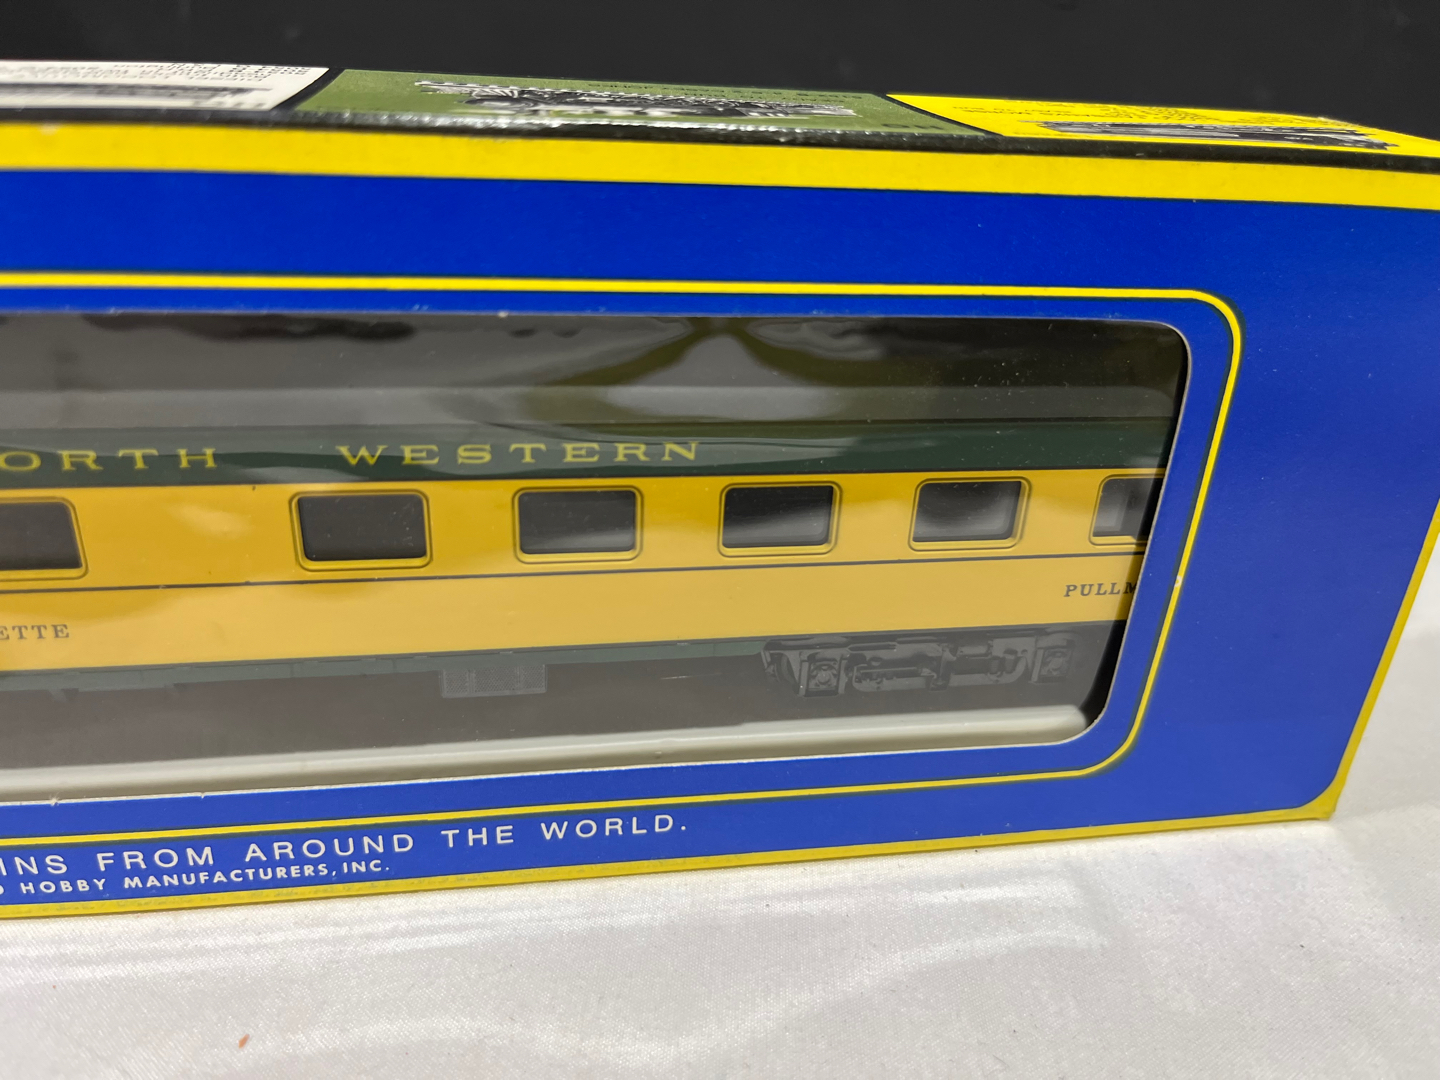 ORTH WESTERN
ETTE
PULLM
INS FROM AROUND THE WORLD.
HOBBY MANUFACTURERS, INC.